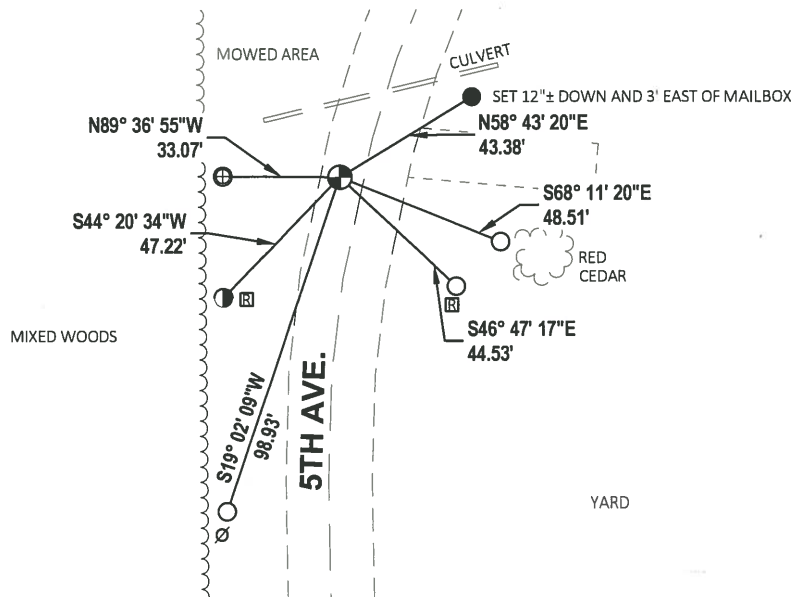 MOWED AREA
CULVERT
SET 12"± DOWN AND 3' EAST OF MAILBOX
N89° 36' 55"W
33.07'
N58° 43' 20"E
43.38'
S68° 11' 20"E
48.51'
S44° 20' 34"W
47.22'
RED
CEDAR
R
R
MIXED WOODS
S46° 47' 17"E
44.53'
S19° 02' 09"W
98.93'
5TH AVE.
YARD